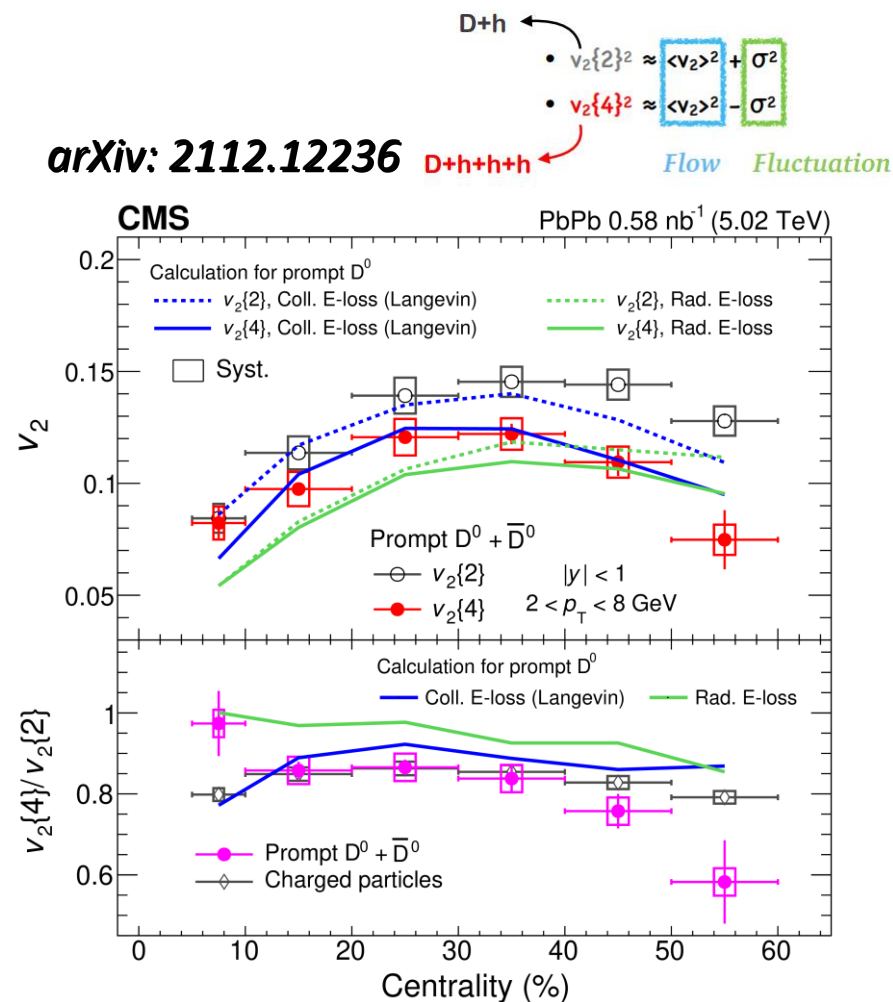 D+h
• v₂{2}² ≈ <v₂>² + σ²
• v₂{4}² ≈ <v₂>² − σ²
arXiv: 2112.12236
D+h+h+h
Flow Fluctuation
CMS
PbPb 0.58 nb⁻¹ (5.02 TeV)
Calculation for prompt D⁰
v₂{2}, Coll. E-loss (Langevin)
v₂{2}, Rad. E-loss
v₂{4}, Coll. E-loss (Langevin)
v₂{4}, Rad. E-loss
Syst.
0.2
0.15
0.1
0.05
v₂
Prompt D⁰ + D̅⁰
v₂{2}
|y| < 1
v₂{4}
2 < p_T < 8 GeV
Calculation for prompt D⁰
Coll. E-loss (Langevin)
Rad. E-loss
1
0.8
0.6
v₂{4}/v₂{2}
Prompt D⁰ + D̅⁰
Charged particles
0 10 20 30 40 50 60
Centrality (%)